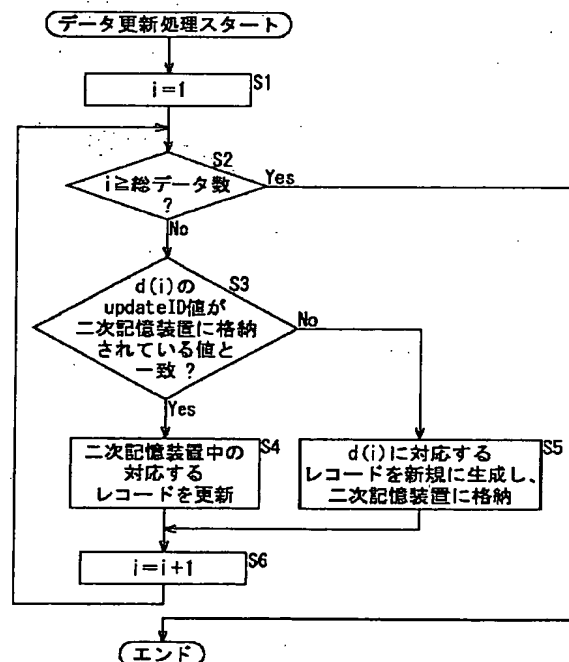 データ更新処理スタート
i=1
S1
S2
i≧総データ数
?
Yes
No
S3
d(i)の
updateID値が
二次記憶装置に格納
されている値と
一致 ?
No
Yes
二次記憶装置中の
対応する
レコードを更新
S4
d(i)に対応する
レコードを新規に生成し、
二次記憶装置に格納
S5
i=i+1
S6
エンド